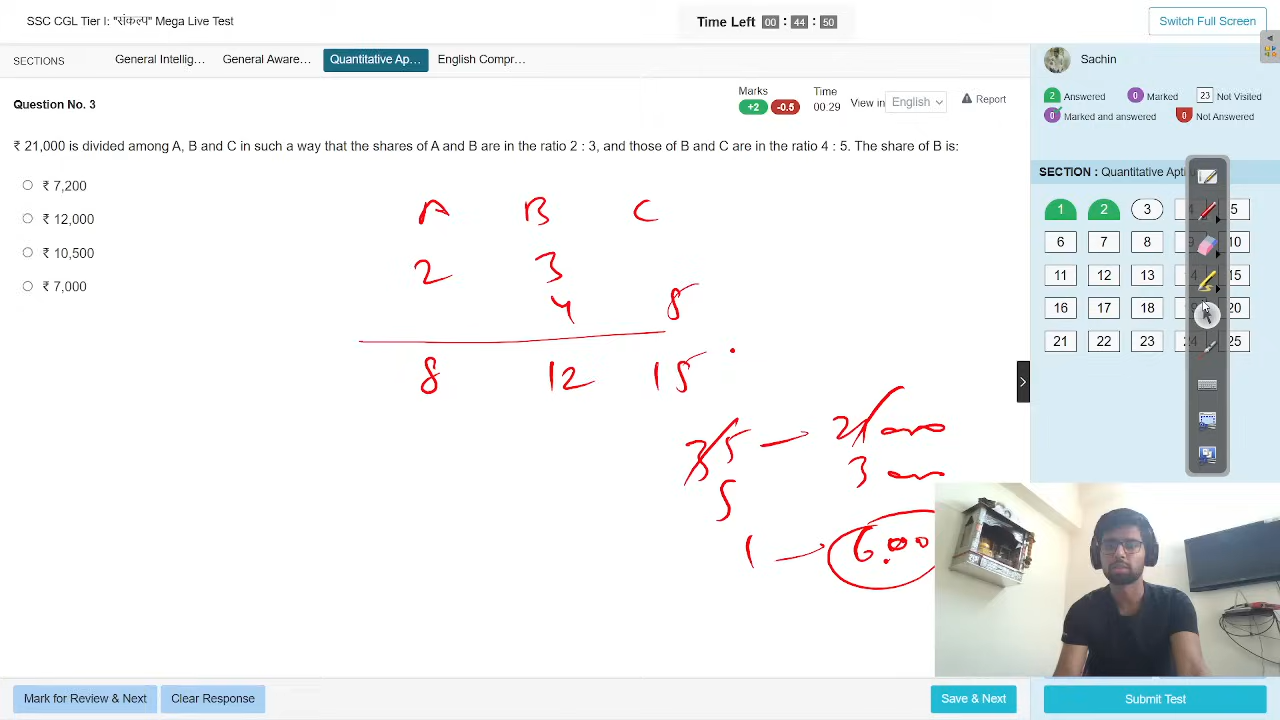 SSC CGL Tier I: "संकल्प" Mega Live Test
Time Left 00 : 44 : 50
Switch Full Screen
SECTIONS
General Intellig...
General Aware...
Quantitative Ap...
English Compr...
Sachin
Question No. 3
Marks
+2 -0.5
Time
00.29
View in English
Report
2 Answered 0 Marked 23 Not Visited
0 Marked and answered 0 Not Answered
₹ 21,000 is divided among A, B and C in such a way that the shares of A and B are in the ratio 2 : 3, and those of B and C are in the ratio 4 : 5. The share of B is:
₹ 7,200
₹ 12,000
₹ 10,500
₹ 7,000
A B C
2 3
4 5
8 12 15
35 – 21000
5 3000
1 – 600
SECTION : Quantitative
1 2 3 4 5
6 7 8 9 10
11 12 13 14 15
16 17 18 19 20
21 22 23 24 25
Mark for Review & Next
Clear Response
Save & Next
Submit Test